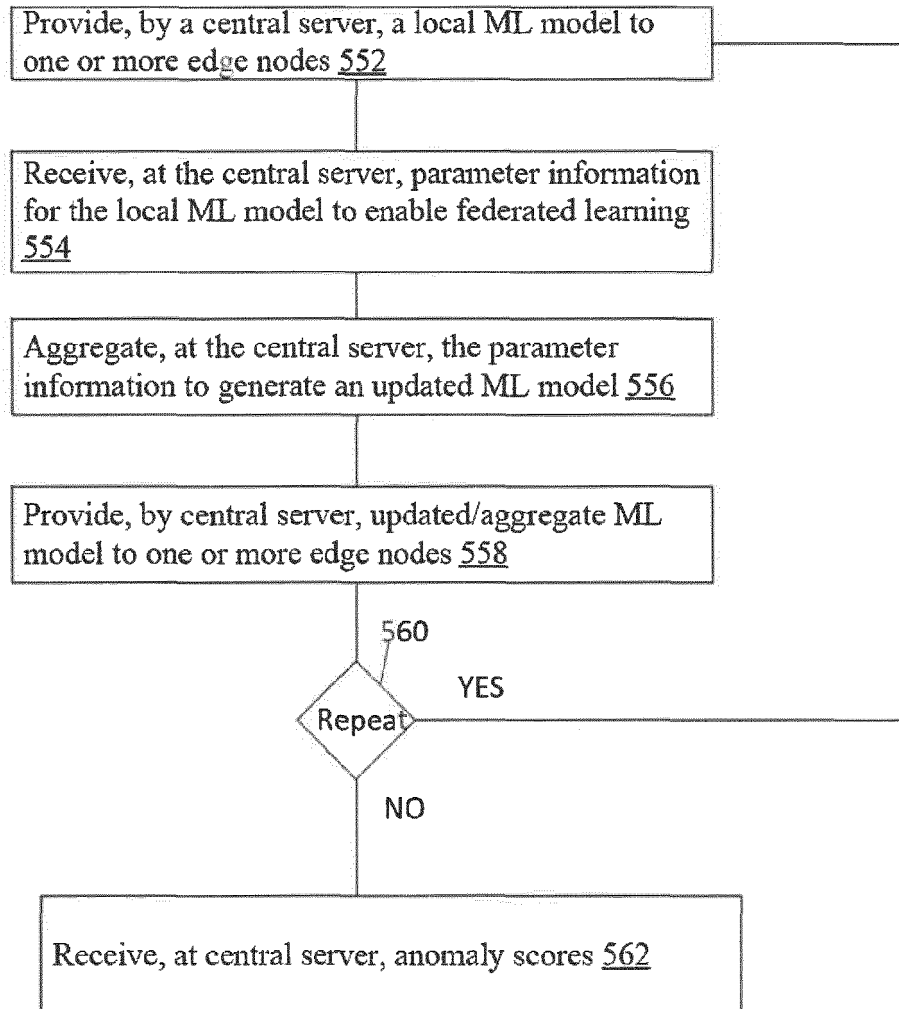 Provide, by a central server, a local ML model to
one or more edge nodes 552
Receive, at the central server, parameter information
for the local ML model to enable federated learning
554
Aggregate, at the central server, the parameter
information to generate an updated ML model 556
Provide, by central server, updated/aggregate ML
model to one or more edge nodes 558
560
YES
Repeat
NO
Receive, at central server, anomaly scores 562